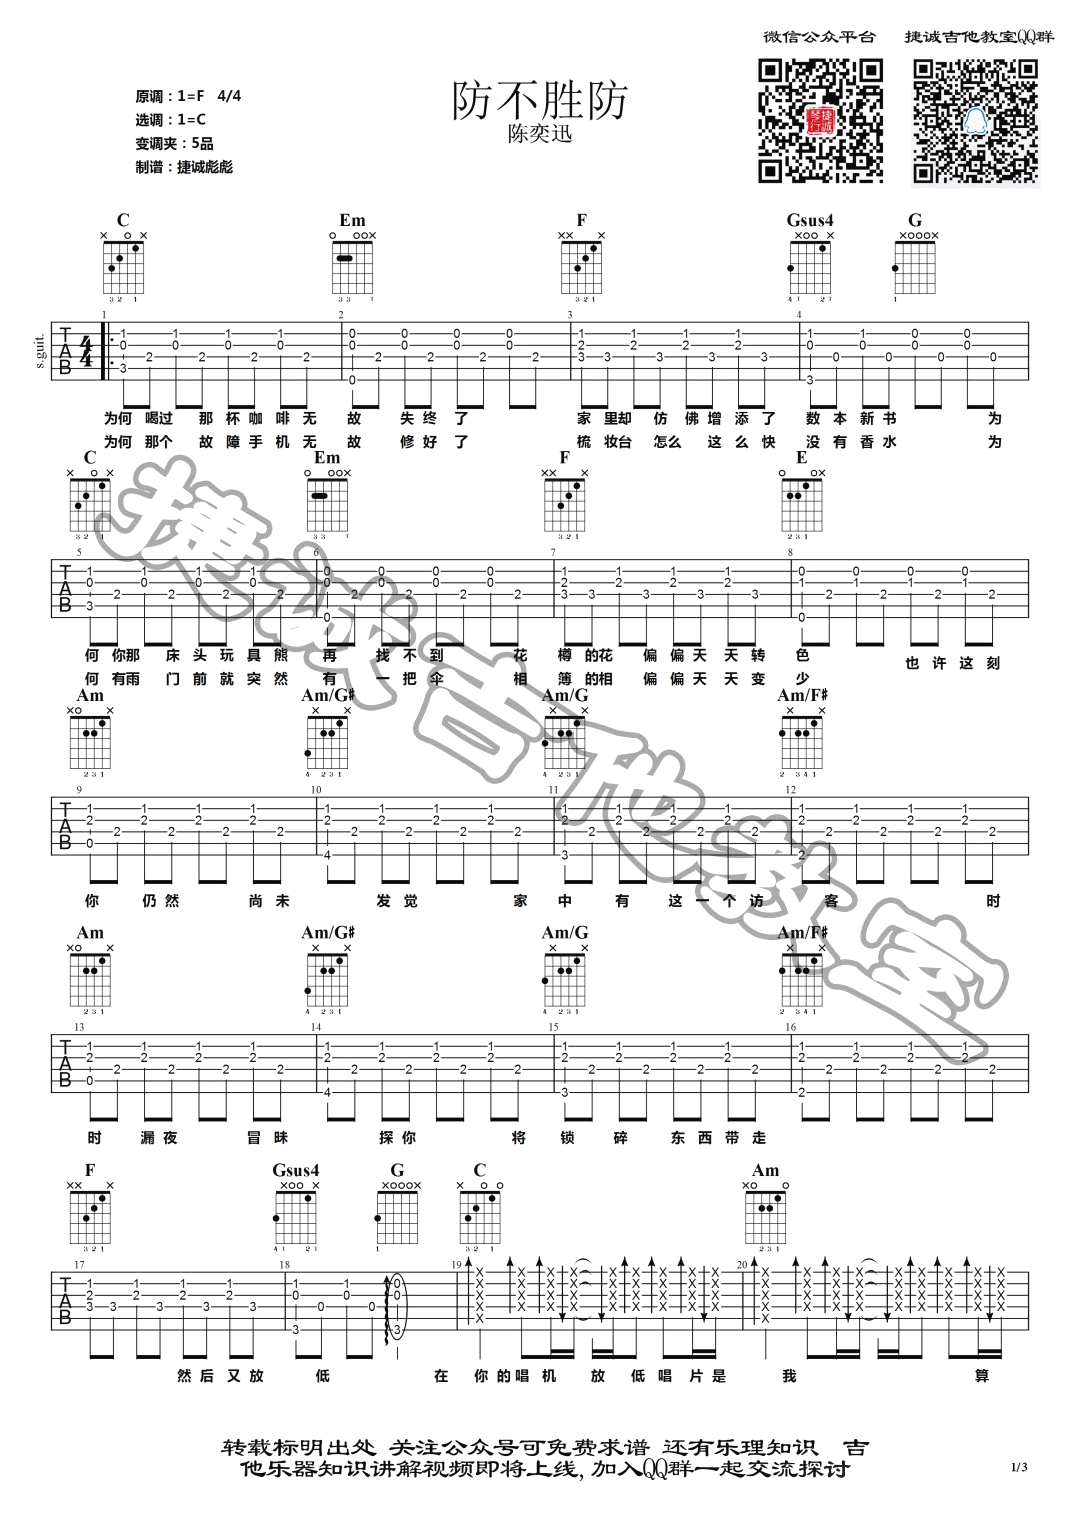 微信公众平台 捷诚吉他教室QQ群
防不胜防
陈奕迅
原调：1=F 4/4
选调：1=C
变调夹：5品
制谱：捷诚彪彪
C Em F Gsus4 G
s.guit.
为何 喝过 那 杯 咖 啡 无 故 失 终 了 家 里却 仿 佛 增 添 了 数 本 新 书 为
为何 那个 故 障 手 机 无 故 修 好 了 梳 妆台 怎么 这 么 快 没 有 香 水 为
C Em F E
何 你那 床 头 玩 具 熊 再 找 不 到 花 樽 的花 偏 偏 天 天 转 色 也 许 这 刻
何 有雨 门 前 就 突 然 有 一 把 伞 相 簿 的相 偏 偏 天 天 变 少
Am Am/G# Am/G Am/F#
你 仍 然 尚 未 发 觉 家 中 有 这 一 个 访 客 时
Am Am/G# Am/G Am/F#
时 漏 夜 冒 昧 探 你 将 锁 碎 东 西 带 走
F Gsus4 G C Am
然 后 又 放 低 在 你 的 唱 机 放 低 唱 片 是 我 算
捷诚吉他教室
转载标明出处 关注公众号可免费求谱 还有乐理知识 吉
他乐器知识讲解视频即将上线，加入QQ群一起交流探讨
1/3